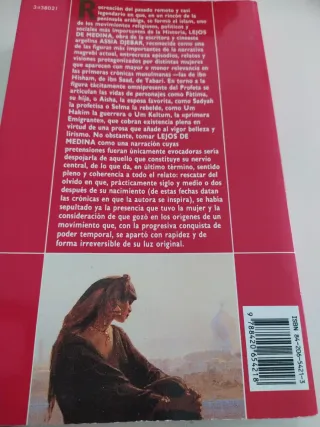 3458021
Recreación del pasado remoto y casi
legendario en que, en un rincón de la
península arábiga, se formó el islam, uno
de los movimientos religiosos, políticos y
sociales más importantes de la Historia, LEJOS
DE MEDINA, obra de la escritora y cineasta
argelina ASSIA DJEBAR, reconocida como una
de las figuras más importantes de la narrativa
magrebí actual, entrecruza episodios, relatos y
visiones protagonizados por distintas mujeres
que aparecen con mayor o menor relevancia en
las primeras crónicas musulmanas —las de Ibn
Hisham, de Ibn Saad, de Tabari. En torno a la
figura tácitamente omnipresente del Profeta se
articulan las vidas de personajes como Fátima,
su hija, o Aisha, la esposa favorita, como Sadyah
la profetisa o Selma la rebelde, como Um
Hakim la guerrera o Um Kaltum, la «primera
Emigrante», que cobran existencia plena en
virtud de una prosa que añade al vigor belleza y
lirismo. No obstante, tomar LEJOS DE
MEDINA como una narración cuyas
pretensiones fueran únicamente evocadoras sería
despojarla de aquello que constituye su nervio
central, de lo que da, en último término, sentido
pleno y coherencia a todo el relato: rescatar del
olvido en que, prácticamente siglo y medio o dos
después de su nacimiento (de estas fechas datan
las crónicas en que la autora se inspira), se había
sepultado ya la presencia que tuvo la mujer y la
consideración de que gozó en los orígenes de un
movimiento que, con la progresiva conquista de
poder temporal, se apartó con rapidez y de
forma irreversible de su luz original.
ISBN 84-206-5421-3
9 788420 654218